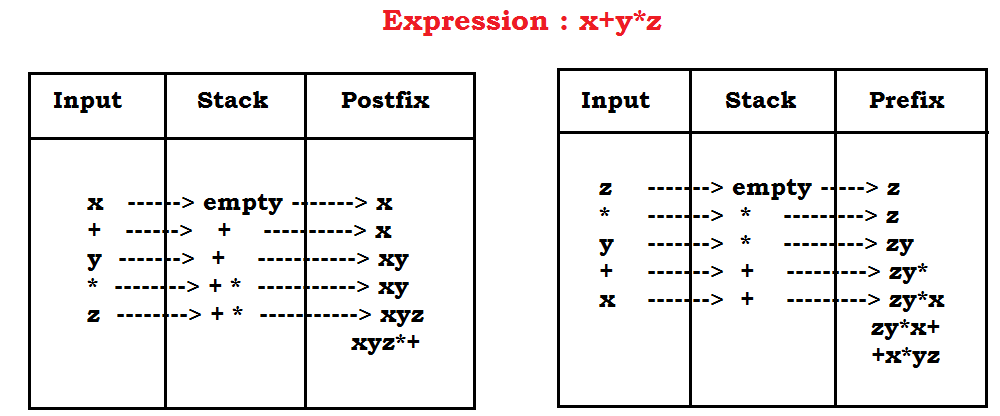 Expression : x+y*z
Input Stack Postfix
x ------> empty -------> x
+ ------> + ----------> x
y -------> + -----------> xy
* --------> + * -----------> xy
z --------> + * -----------> xyz
xyz*+
Input Stack Prefix
z -------> empty -----> z
* -------> * ---------> z
y -------> * ---------> zy
+ -------> + ---------> zy*
x -------> + ---------> zy*x
zy*x+
+x*yz